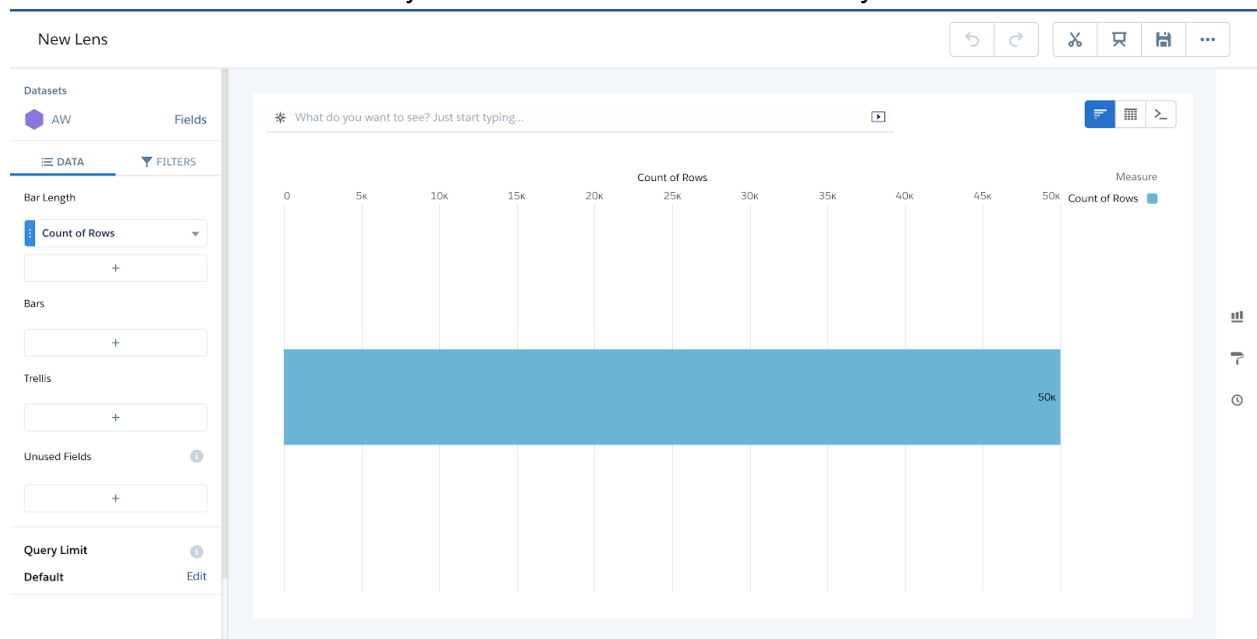 New Lens
Datasets
AW
Fields
DATA
FILTERS
Bar Length
Count of Rows
+
Bars
+
Trellis
+
Unused Fields
+
Query Limit
Default
Edit
What do you want to see? Just start typing...
Count of Rows
0 5K 10K 15K 20K 25K 30K 35K 40K 45K 50K
50K
Measure
Count of Rows